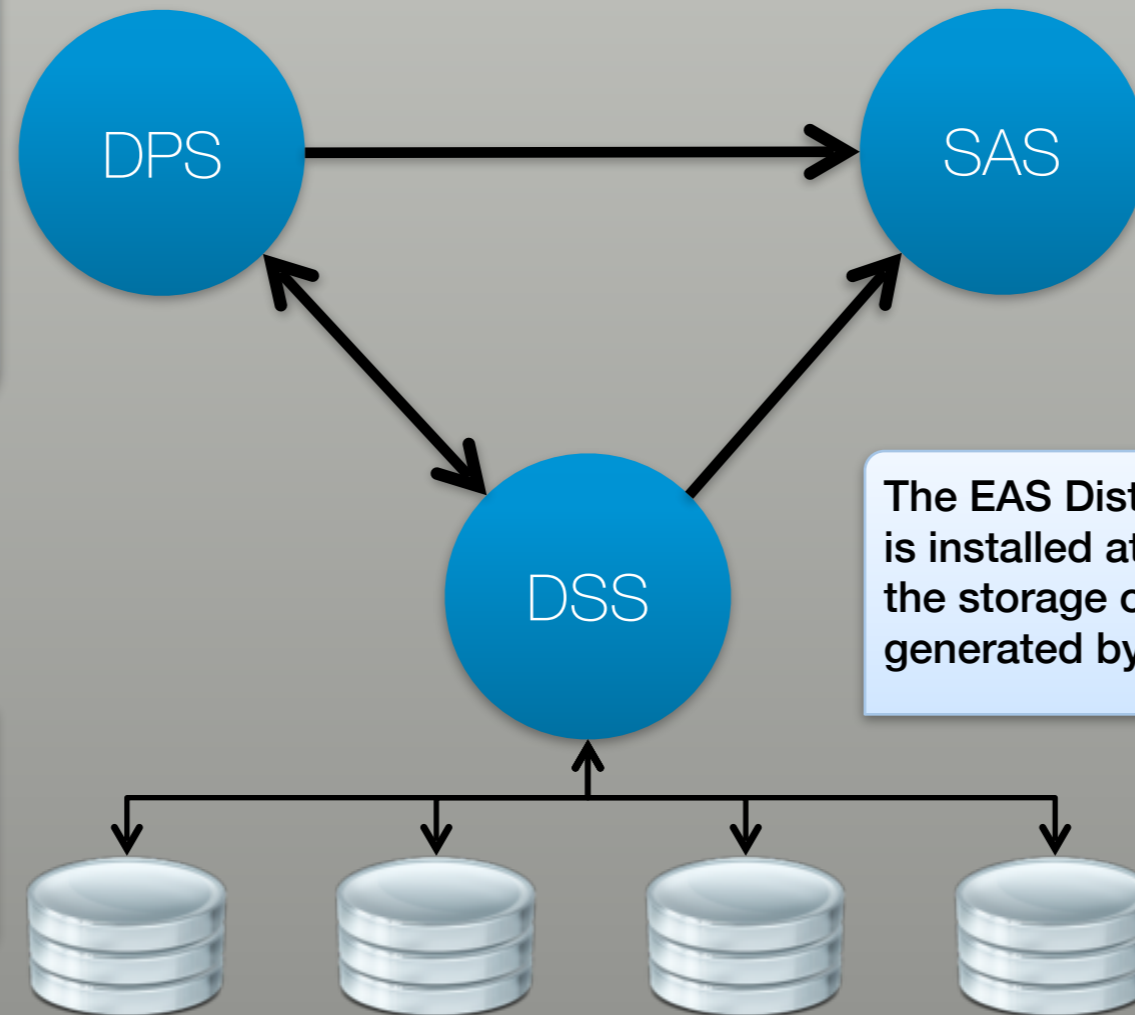 DPS
SAS
DSS
The EAS Dist
is installed at
the storage
generated by